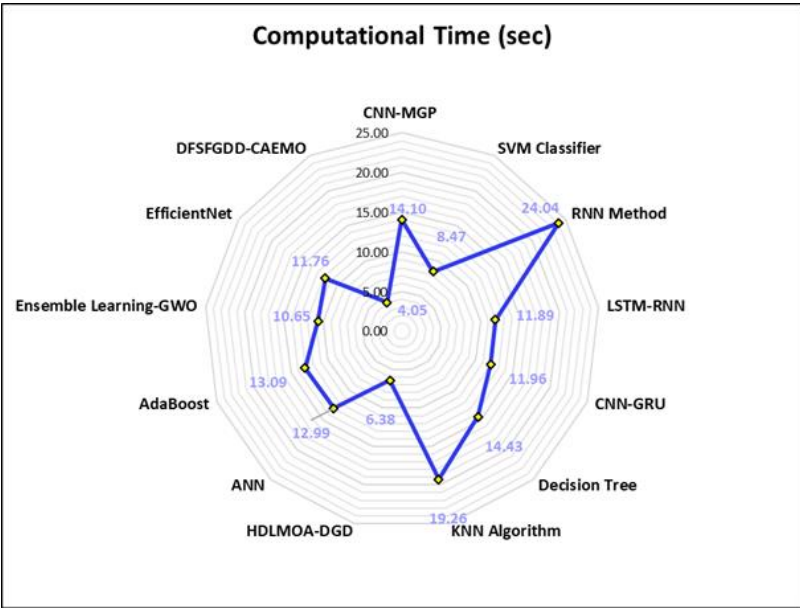 Computational Time (sec)
CNN-MGP
25.00
DFSFGDD-CAEMO
SVM Classifier
20.00
EfficientNet
15.00
14.10
24.04
RNN Method
8.47
10.00
11.76
5.00
4.05
Ensemble Learning-GWO
10.65
0.00
11.89
LSTM-RNN
13.09
11.96
AdaBoost
CNN-GRU
12.99
6.38
14.43
ANN
Decision Tree
19.26
HDLMOA-DGD
KNN Algorithm